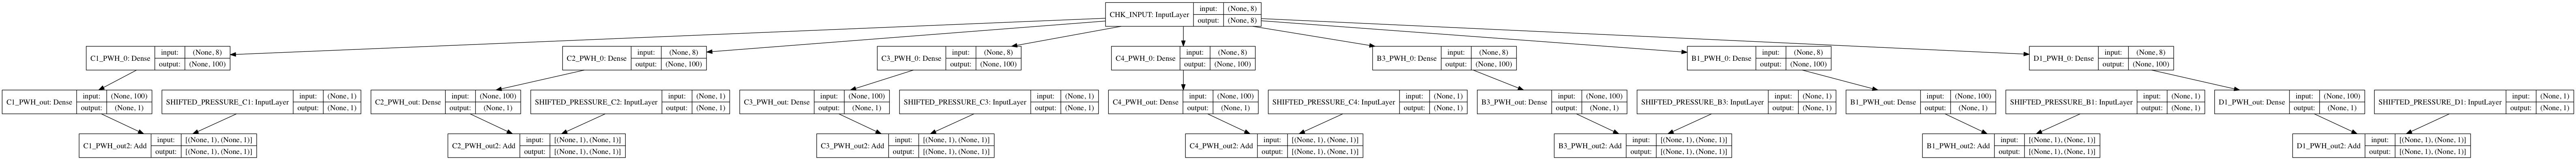 CHK_INPUT: InputLayer input: (None, 8)
output: (None, 8)
C1_PWH_0: Dense input: (None, 8)
output: (None, 100)
C2_PWH_0: Dense input: (None, 8)
output: (None, 100)
C3_PWH_0: Dense input: (None, 8)
output: (None, 100)
C4_PWH_0: Dense input: (None, 8)
output: (None, 100)
B3_PWH_0: Dense input: (None, 8)
output: (None, 100)
B1_PWH_0: Dense input: (None, 8)
output: (None, 100)
D1_PWH_0: Dense input: (None, 8)
output: (None, 100)
C1_PWH_out: Dense input: (None, 100)
output: (None, 1)
SHIFTED_PRESSURE_C1: InputLayer input: (None, 1)
output: (None, 1)
C2_PWH_out: Dense input: (None, 100)
output: (None, 1)
SHIFTED_PRESSURE_C2: InputLayer input: (None, 1)
output: (None, 1)
C3_PWH_out: Dense input: (None, 100)
output: (None, 1)
SHIFTED_PRESSURE_C3: InputLayer input: (None, 1)
output: (None, 1)
C4_PWH_out: Dense input: (None, 100)
output: (None, 1)
SHIFTED_PRESSURE_C4: InputLayer input: (None, 1)
output: (None, 1)
B3_PWH_out: Dense input: (None, 100)
output: (None, 1)
SHIFTED_PRESSURE_B3: InputLayer input: (None, 1)
output: (None, 1)
B1_PWH_out: Dense input: (None, 100)
output: (None, 1)
SHIFTED_PRESSURE_B1: InputLayer input: (None, 1)
output: (None, 1)
D1_PWH_out: Dense input: (None, 100)
output: (None, 1)
SHIFTED_PRESSURE_D1: InputLayer input: (None, 1)
output: (None, 1)
C1_PWH_out2: Add input: [(None, 1), (None, 1)]
output: [(None, 1), (None, 1)]
C2_PWH_out2: Add input: [(None, 1), (None, 1)]
output: [(None, 1), (None, 1)]
C3_PWH_out2: Add input: [(None, 1), (None, 1)]
output: [(None, 1), (None, 1)]
C4_PWH_out2: Add input: [(None, 1), (None, 1)]
output: [(None, 1), (None, 1)]
B3_PWH_out2: Add input: [(None, 1), (None, 1)]
output: [(None, 1), (None, 1)]
B1_PWH_out2: Add input: [(None, 1), (None, 1)]
output: [(None, 1), (None, 1)]
D1_PWH_out2: Add input: [(None, 1), (None, 1)]
output: [(None, 1), (None, 1)]